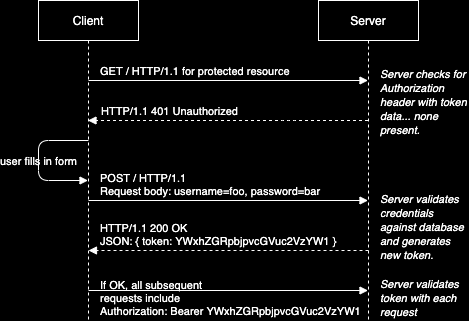 Client
Server
GET / HTTP/1.1 for protected resource
Server checks for
Authorization
header with token
data... none
present.
HTTP/1.1 401 Unauthorized
user fills in form
POST / HTTP/1.1
Request body: username=foo, password=bar
Server validates
credentials
against database
and generates
new token.
HTTP/1.1 200 OK
JSON: { token: YWxhZGRpbjpvcGVuc2VzYW1 }
If OK, all subsequent
requests include
Authorization: Bearer YWxhZGRpbjpvcGVuc2VzYW1
Server validates
token with each
request